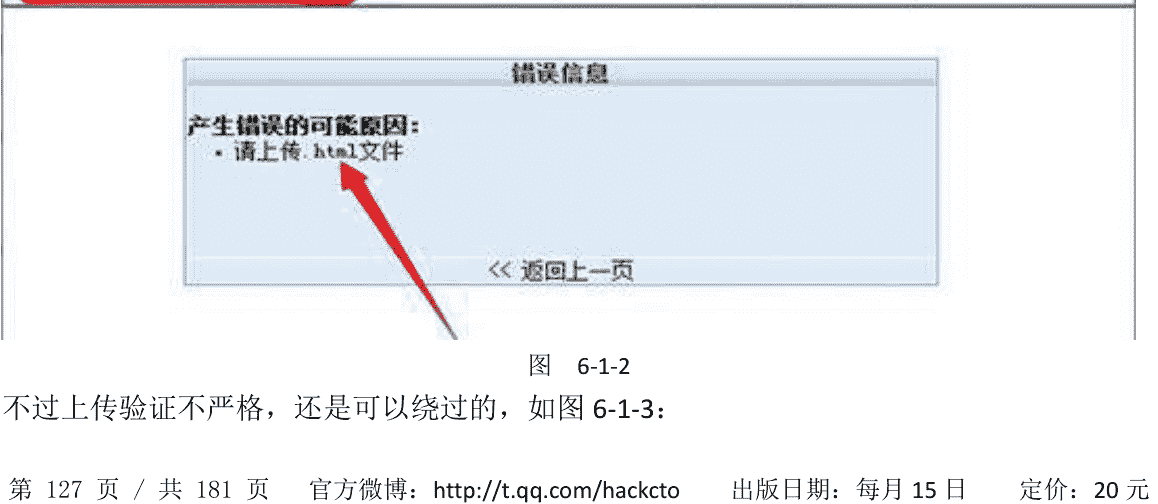 错误信息
产生错误的可能原因：
· 请上传.html文件
<< 返回上一页
图 6-1-2
不过上传验证不严格，还是可以绕过的，如图 6-1-3：
第 127 页 / 共 181 页 官方微博：http://t.qq.com/hackcto 出版日期：每月 15 日 定价：20 元